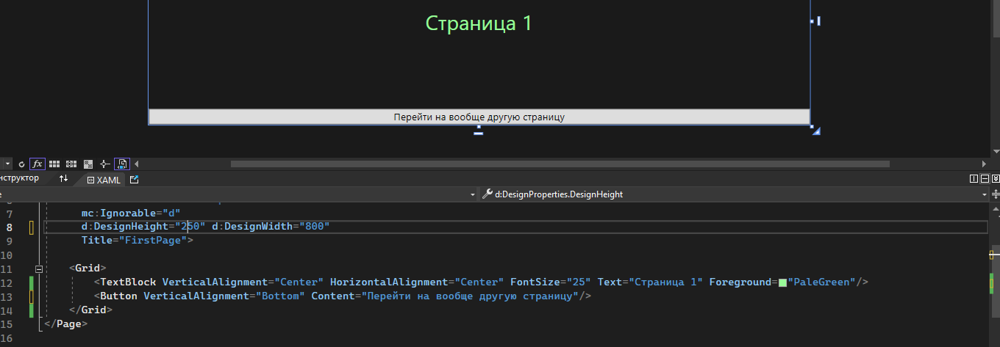 Страница 1
Перейти на вообще другую страницу
fx
нструктор XAML
e d:DesignProperties.DesignHeight
7 mc:Ignorable="d"
8 d:DesignHeight="250" d:DesignWidth="800"
9 Title="FirstPage">
10
11 <Grid>
12 <TextBlock VerticalAlignment="Center" HorizontalAlignment="Center" FontSize="25" Text="Страница 1" Foreground="PaleGreen"/>
13 <Button VerticalAlignment="Bottom" Content="Перейти на вообще другую страницу"/>
14 </Grid>
15 </Page>
16